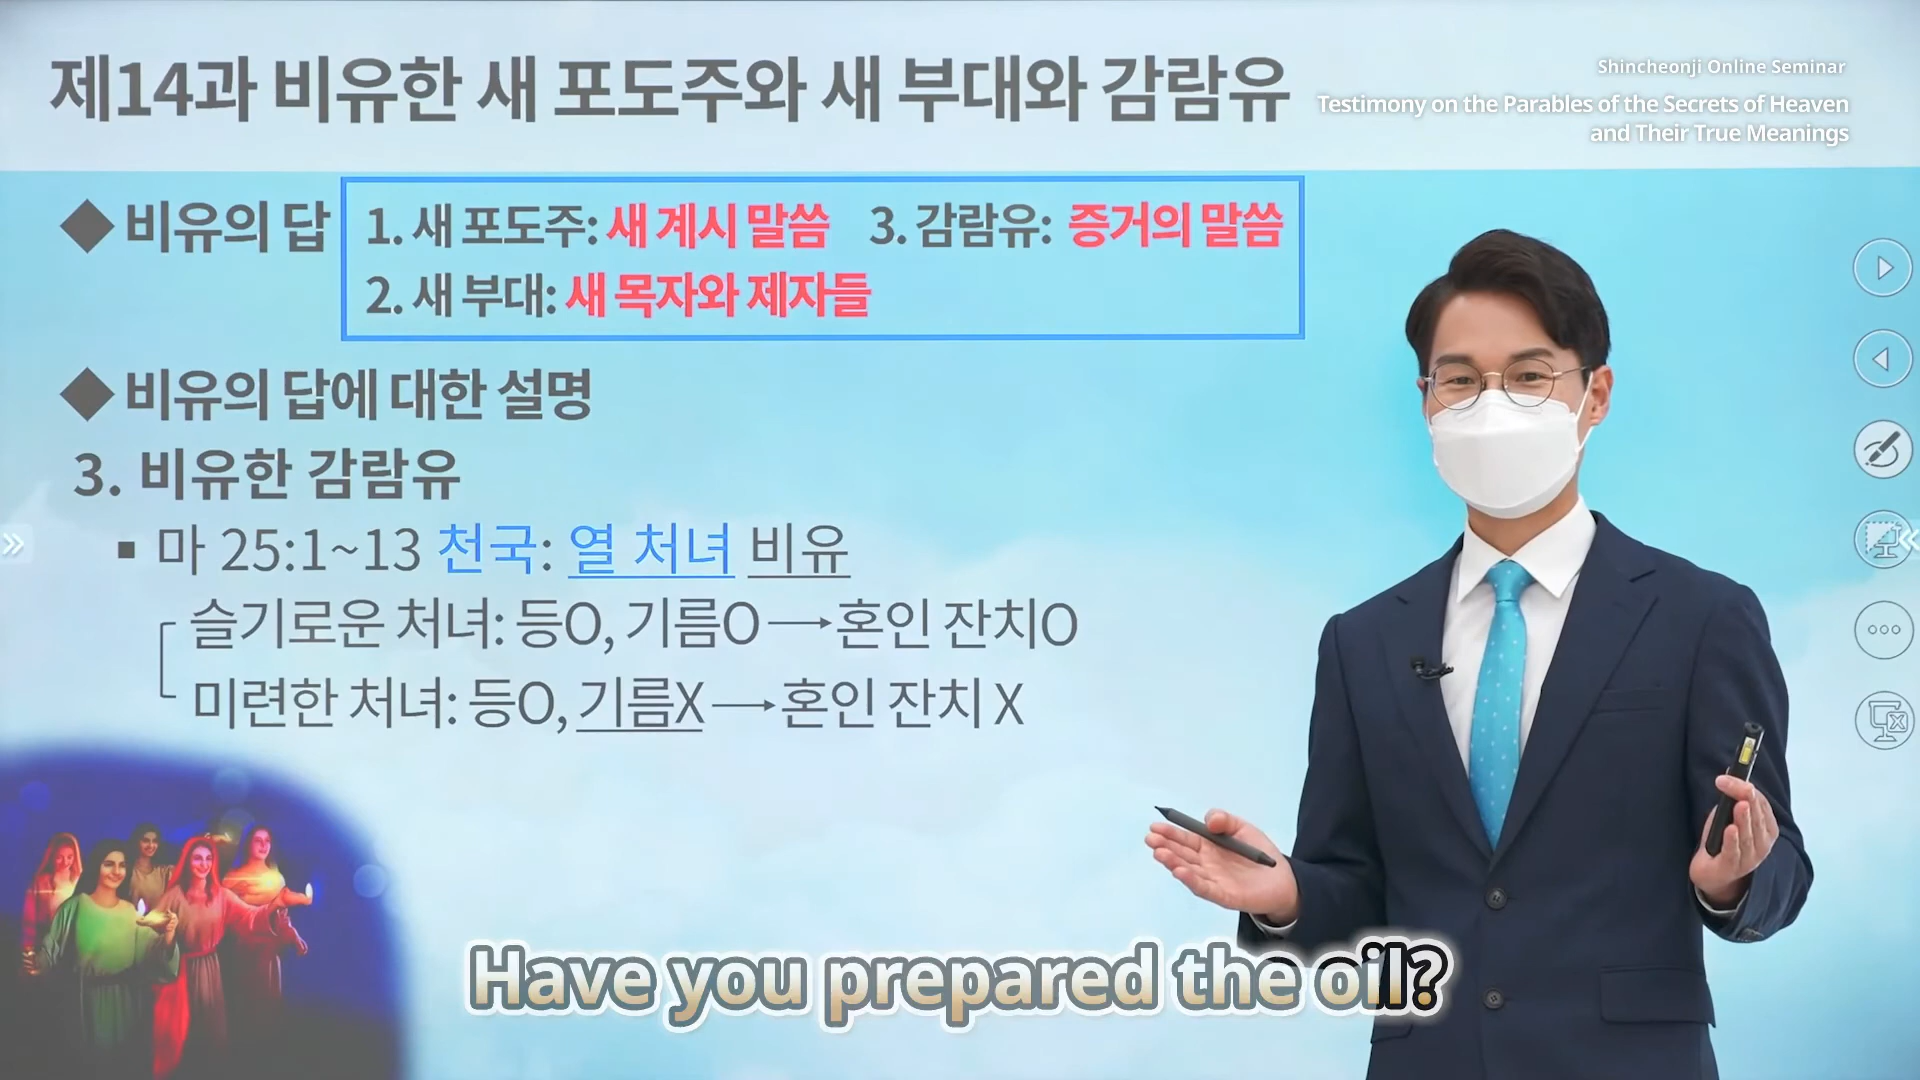 제14과 비유한 새 포도주와 새 부대와 감람유
Shincheonji Online Seminar
Testimony on the Parables of the Secrets of Heaven
and Their True Meanings
◆비유의 답
1. 새 포도주: 새 계시 말씀 3. 감람유: 증거의 말씀
2. 새 부대: 새 목자와 제자들
◆비유의 답에 대한 설명
3. 비유한 감람유
▪ 마 25:1~13 천국: 열 처녀 비유
슬기로운 처녀: 등O, 기름O→혼인 잔치O
미련한 처녀: 등O, 기름X→혼인 잔치 X
Have you prepared the oil?